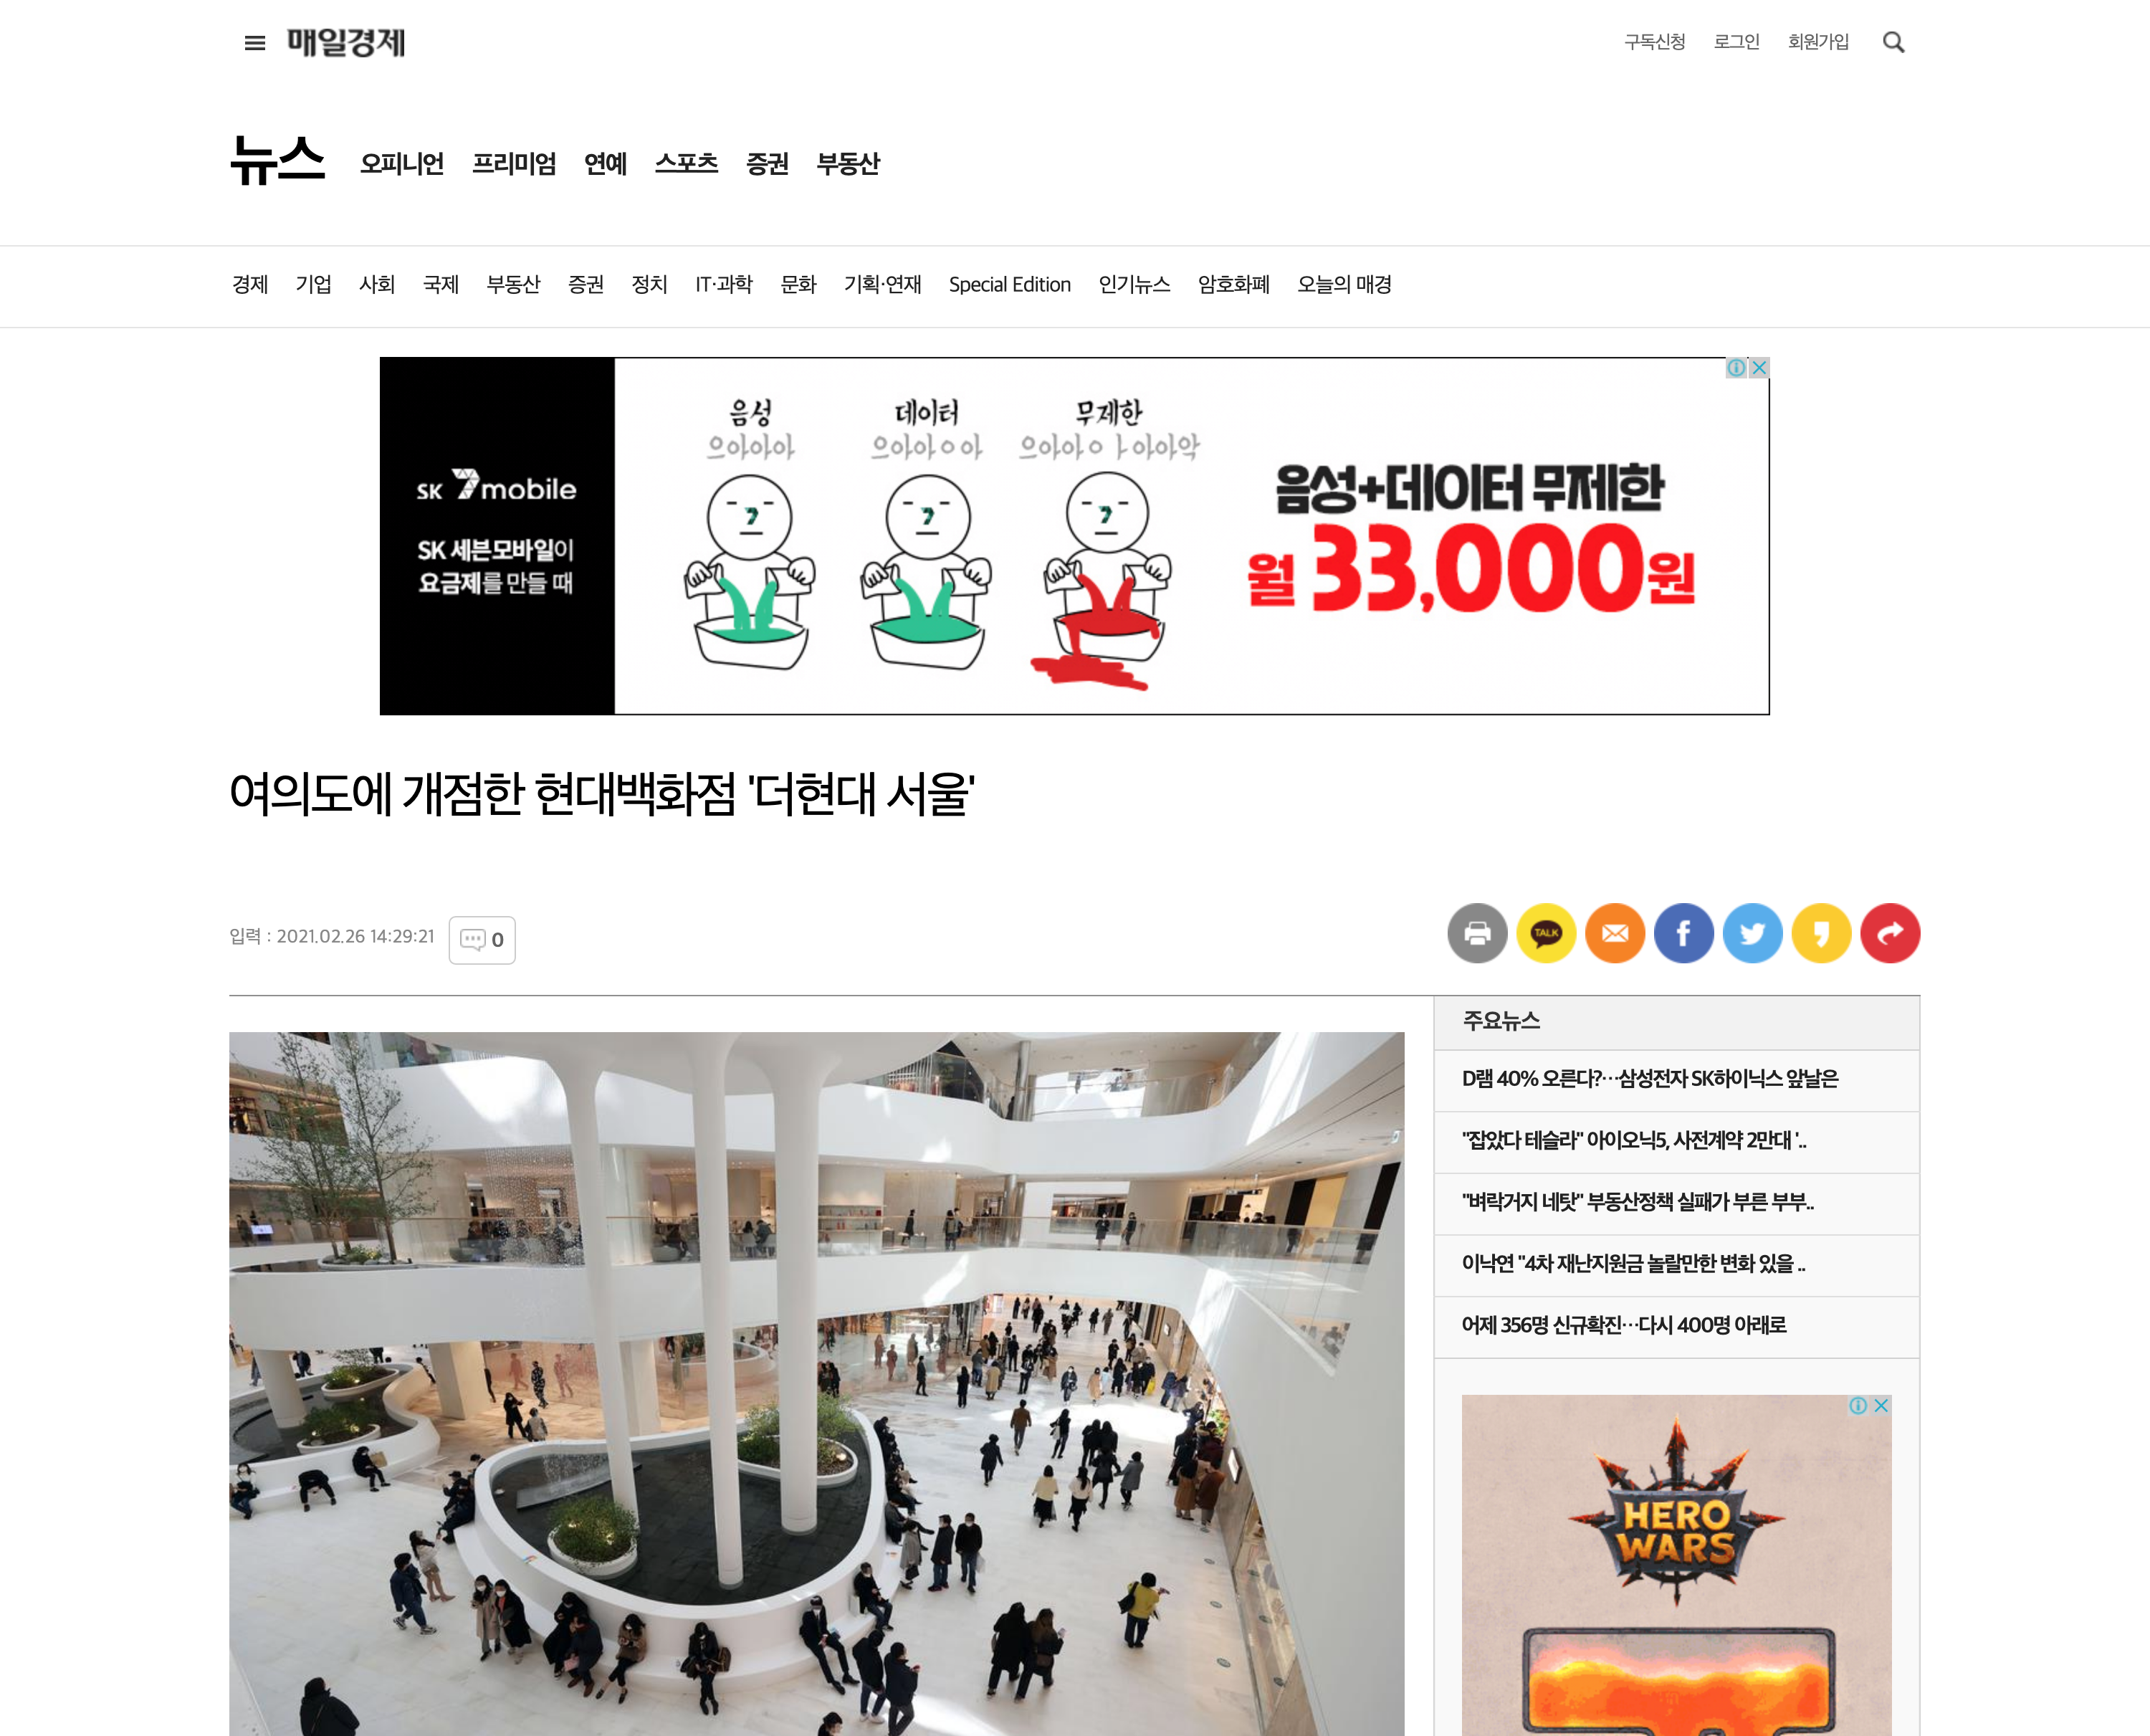 매일경제
구독신청 로그인 회원가입
뉴스 오피니언 프리미엄 연예 스포츠 증권 부동산
경제 기업 사회 국제 부동산 증권 정치 IT·과학 문화 기획·연재 Special Edition 인기뉴스 암호화폐 오늘의 매경
SK 7mobile
SK 세븐모바일이
요금제를 만들 때
음성
으아아아
데이터
으아아ㅇ아
무제한
으아아ㅇㅏ아아악
음성+데이터 무제한
월 33,000원
여의도에 개점한 현대백화점 '더현대 서울'
입력 : 2021.02.26 14:29:21
0
TALK
주요뉴스
D램 40% 오른다?…삼성전자 SK하이닉스 앞날은
"잡았다 테슬라" 아이오닉5, 사전계약 2만대 '..
"벼락거지 네탓" 부동산정책 실패가 부른 부부..
이낙연 "4차 재난지원금 놀랄만한 변화 있을 ..
어제 356명 신규확진…다시 400명 아래로
HERO
WARS